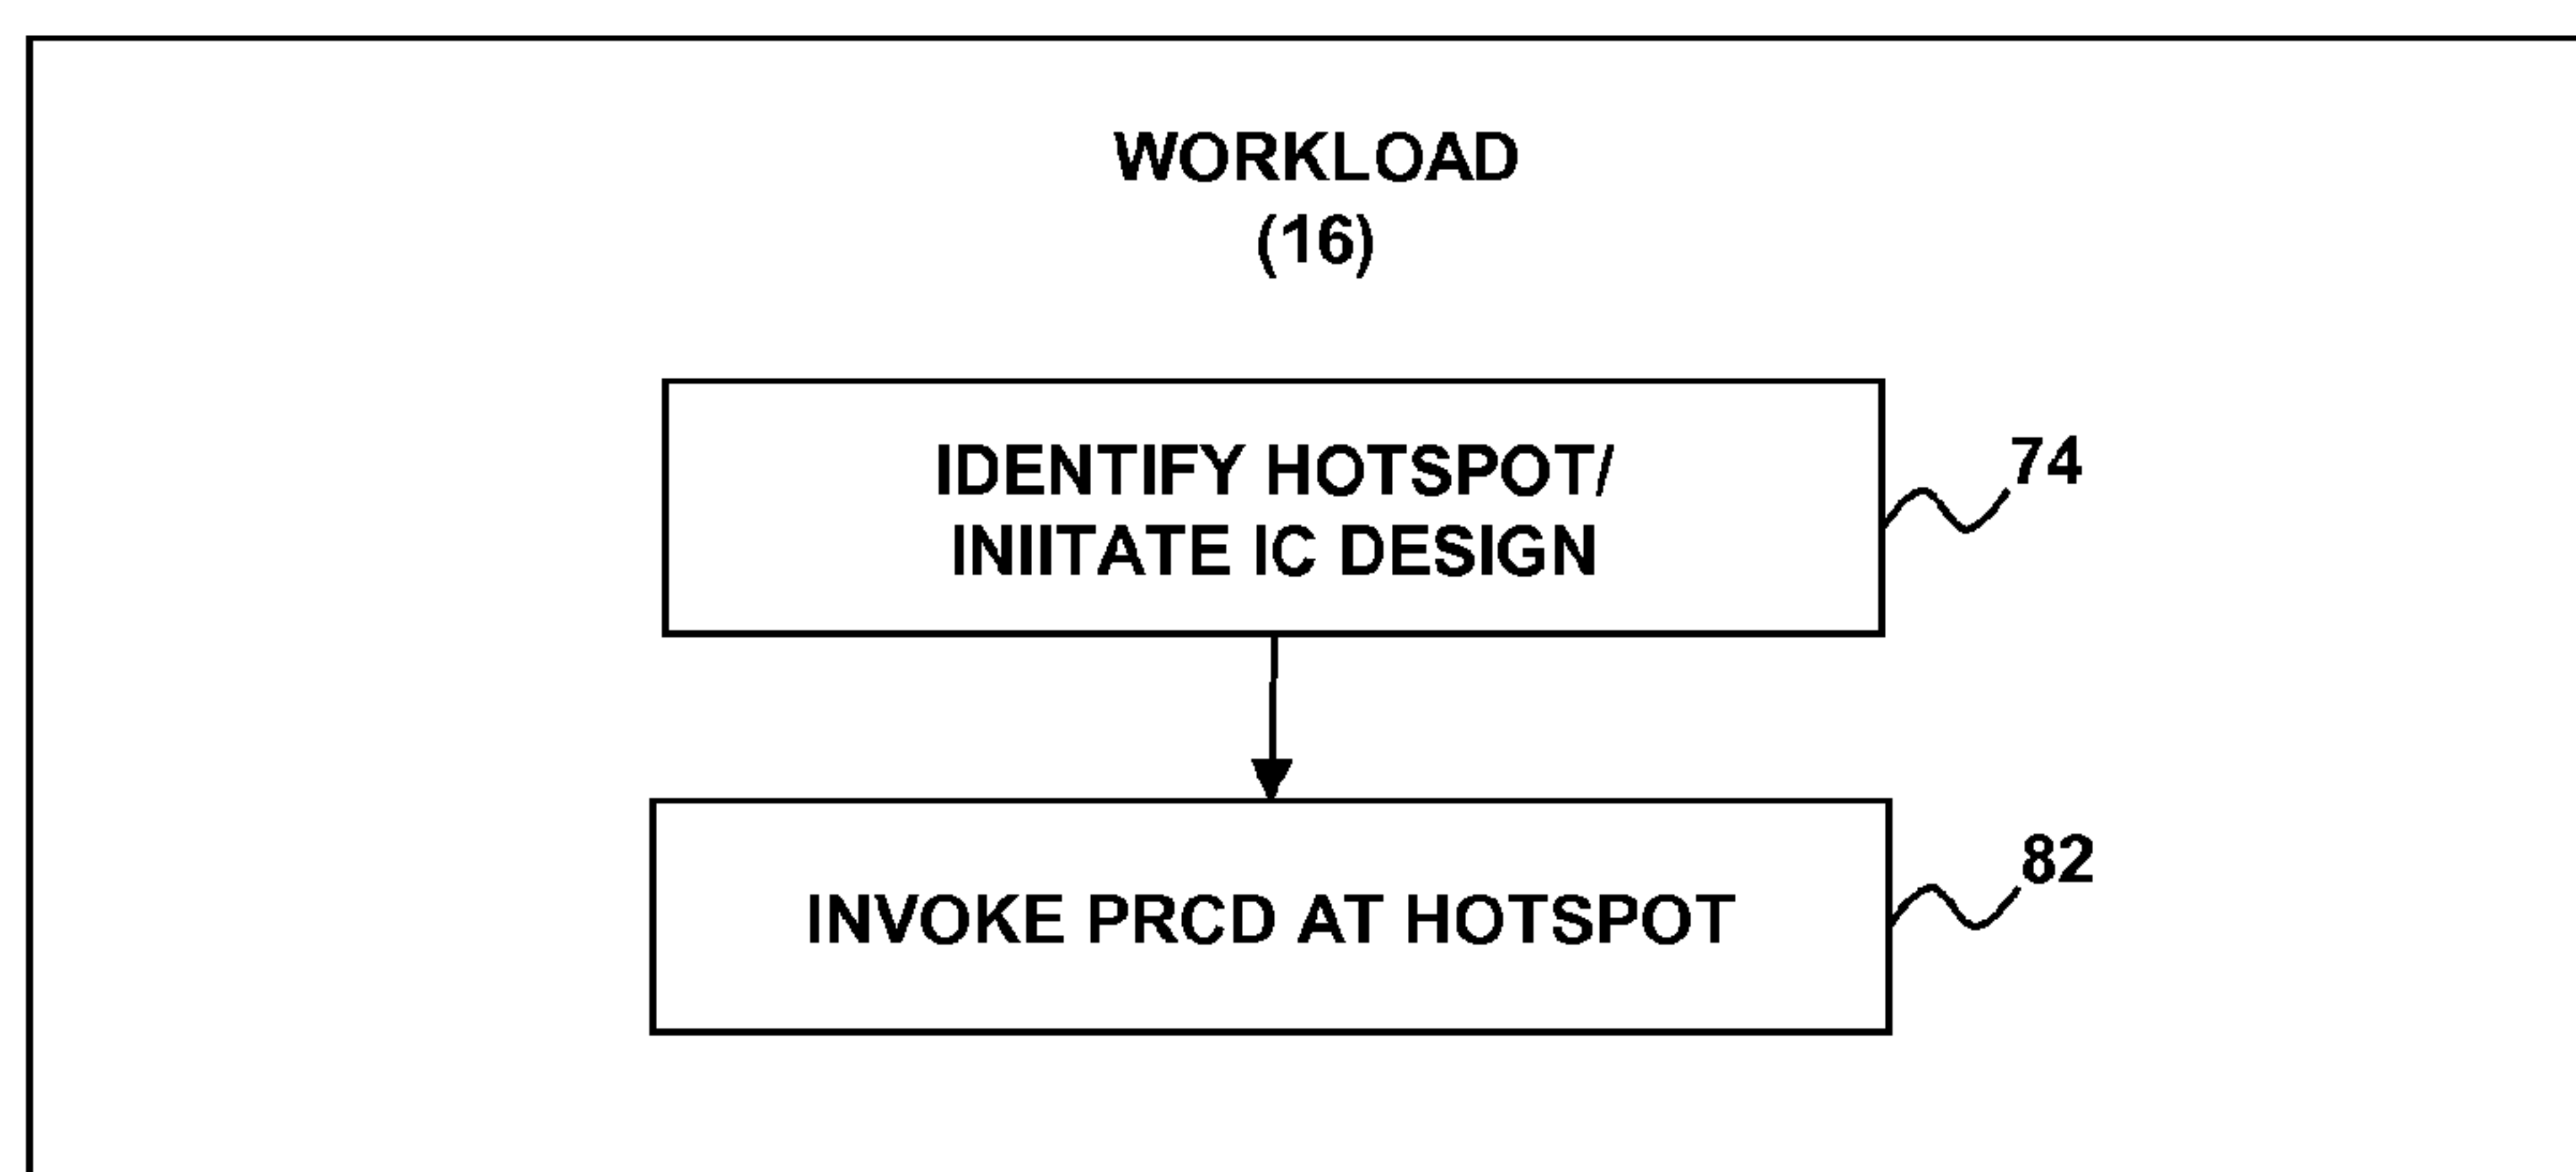 WORKLOAD
(16)
IDENTIFY HOTSPOT/
INIITATE IC DESIGN
74
INVOKE PRCD AT HOTSPOT
82